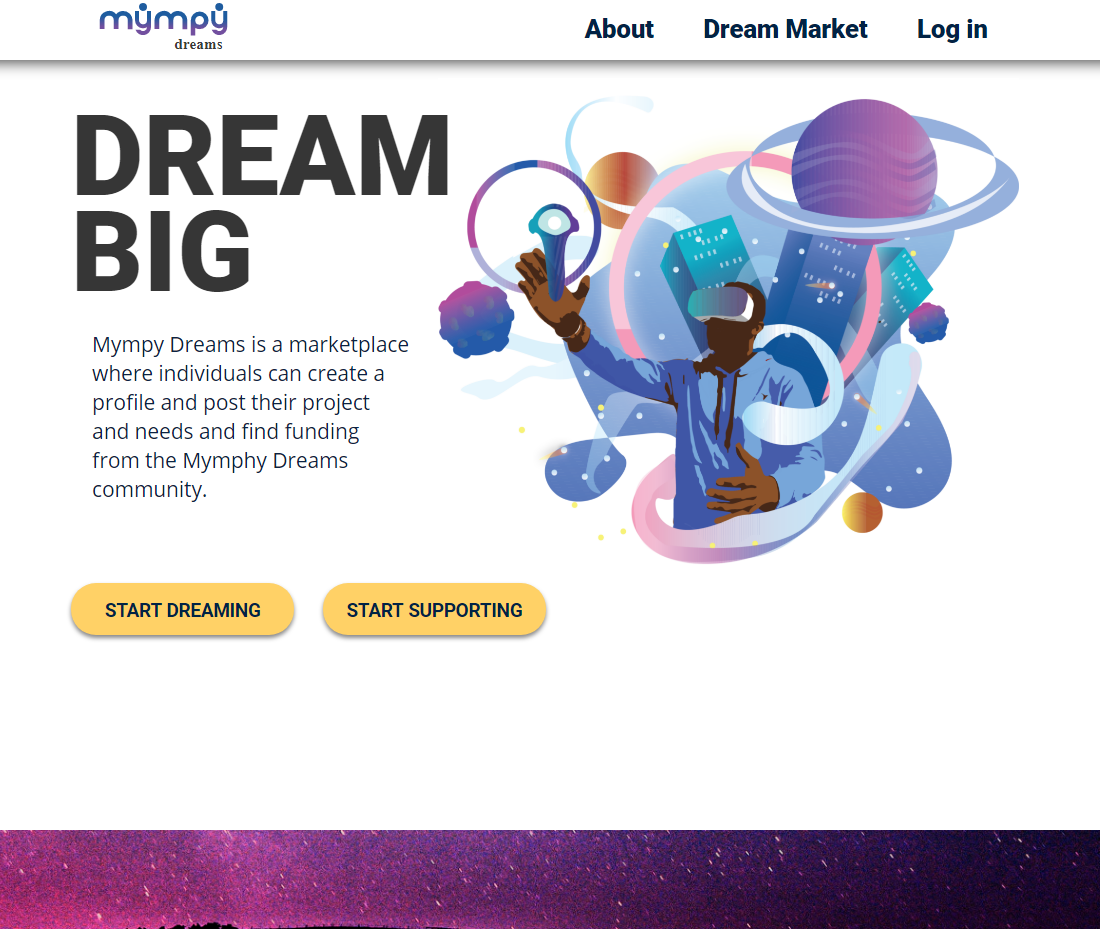 mympy
dreams
About
Dream Market
Log in
DREAM
BIG
Mympy Dreams is a marketplace
where individuals can create a
profile and post their project
and needs and find funding
from the Mymphy Dreams
community.
START DREAMING
START SUPPORTING